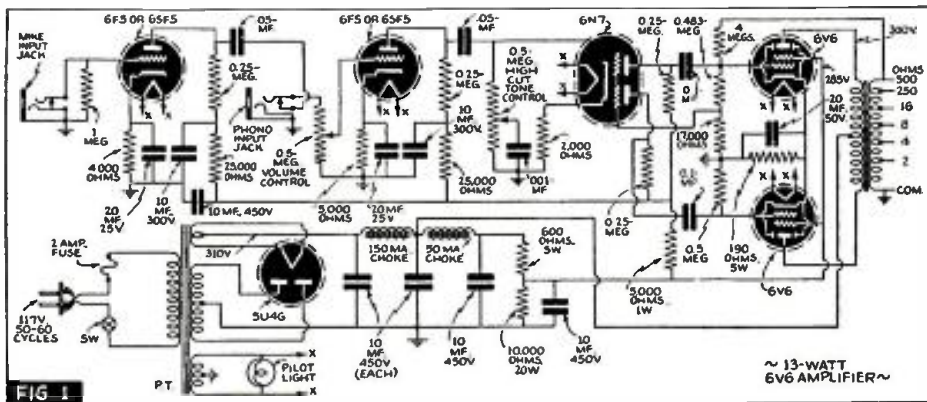 MIKE
INPUT
JACK
1
MEG
4000
OHMS
20
MF.
25V
6F5 OR 6SF5
.05-
MF
0.25-
MEG.
10
MF
300V.
25,000
OHMS
PHONO
INPUT
JACK
0.5-
MEG.
VOLUME
CONTROL
10 MF. 450V
6F5 OR 6SF5
.05-
MF
0.25-
MEG
10
MF
300V.
5,000
OHMS
20 MF
25V
25,000
OHMS
0.5-
MEG
HIGH
CUT
TONE
CONTROL
.001
MF
6N7
X
X
2,000
OHMS
0.25-
MEG
0.25-
MEG
0.483-
MEG
4
MEGS.
17,000
OHMS
0.5
MEG
190
OHMS,
5W
6V6
285V
20
MF
50V
6V6
300V.
OHMS
500
250
16
8
4
2
COM.
2 AMP.
FUSE
117V,
50-60
CYCLES
SW
P.T.
310V
5U4G
X
PILOT
LIGHT
X
150MA
CHOKE
50MA
CHOKE
10
MF
450V
(EACH)
10
MF
450V
600
OHMS,
5W
10,000
OHMS,
20W
10
MF
450V
5,000
OHMS
1W
~ 13-WATT
6V6 AMPLIFIER ~
FIG 1